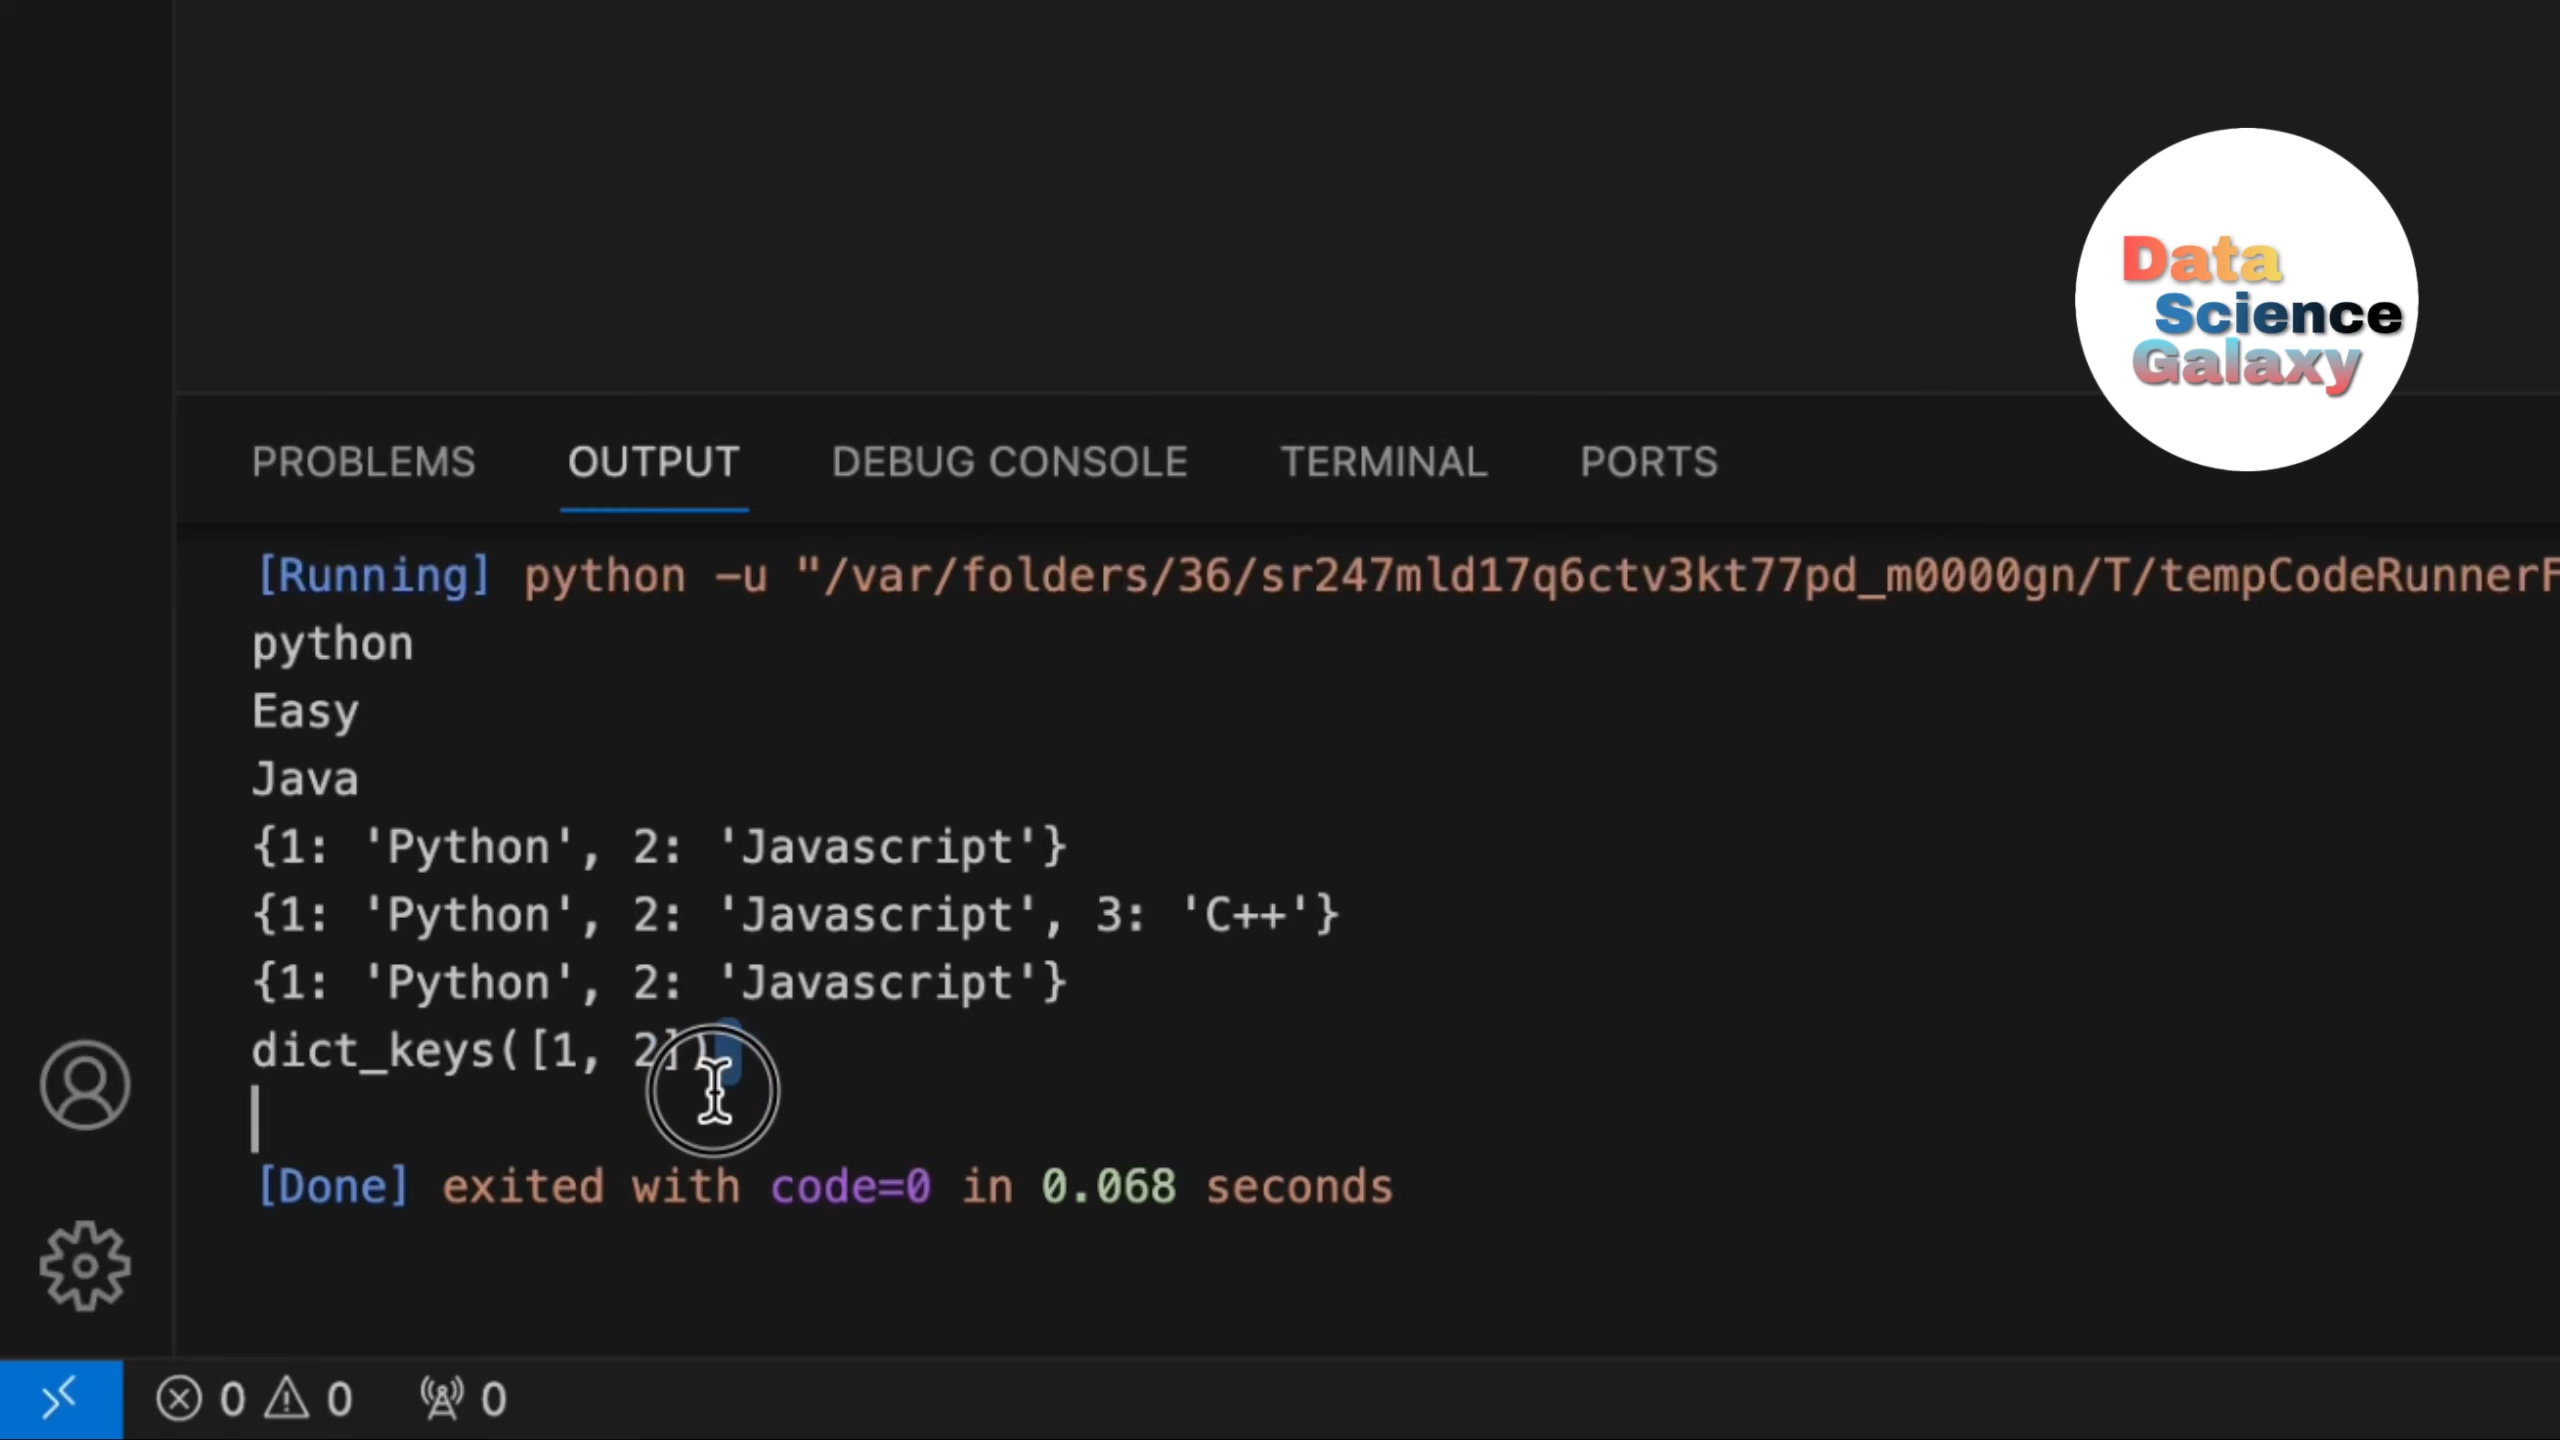 Data
Science
Galaxy
PROBLEMS OUTPUT DEBUG CONSOLE TERMINAL PORTS
[Running] python -u "/var/folders/36/sr247mld17q6ctv3kt77pd_m0000gn/T/tempCodeRunnerF
python
Easy
Java
{1: 'Python', 2: 'Javascript'}
{1: 'Python', 2: 'Javascript', 3: 'C++'}
{1: 'Python', 2: 'Javascript'}
dict_keys([1, 2])
[Done] exited with code=0 in 0.068 seconds
0 0 0